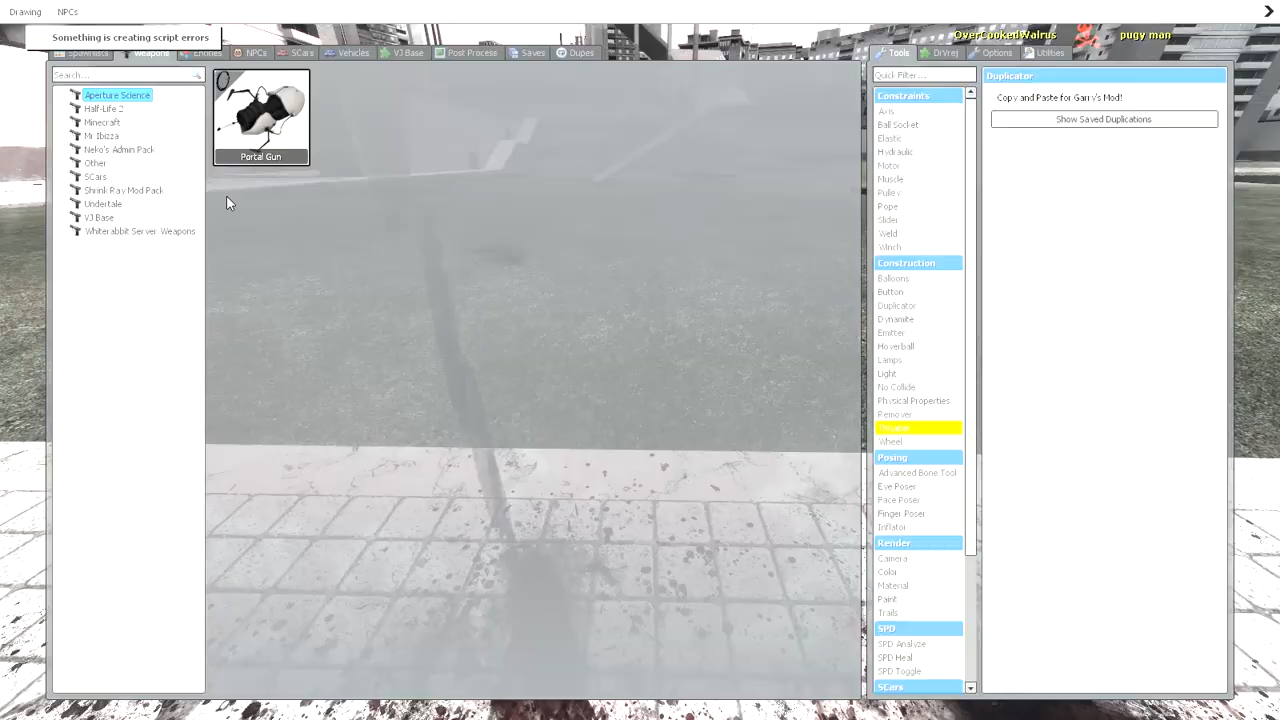 Drawing NPCs
Something is creating script errors
OverCookedWalrus
pugy man
Spawnlists Weapons Entities NPCs SCars Vehicles VJ Base Post Process Saves Dupes
Tools DrVrej Options Utilities
Search...
Aperture Science
Half-Life 2
Minecraft
Mr Ibizza
Neko's Admin Pack
Other
SCars
Shrink Ray Mod Pack
Undertale
VJ Base
Whiterabbit Server Weapons
Portal Gun
Quick Filter...
Constraints
Axis
Ball Socket
Elastic
Hydraulic
Motor
Muscle
Pulley
Rope
Slider
Weld
Winch
Construction
Balloons
Button
Duplicator
Dynamite
Emitter
Hoverball
Lamps
Light
No Collide
Physical Properties
Remover
Thruster
Wheel
Posing
Advanced Bone Tool
Eye Poser
Face Poser
Finger Poser
Inflator
Render
Camera
Color
Material
Paint
Trails
SPD
SPD Analyze
SPD Heal
SPD Toggle
SCars
Duplicator
Copy and Paste for Garry's Mod!
Show Saved Duplications